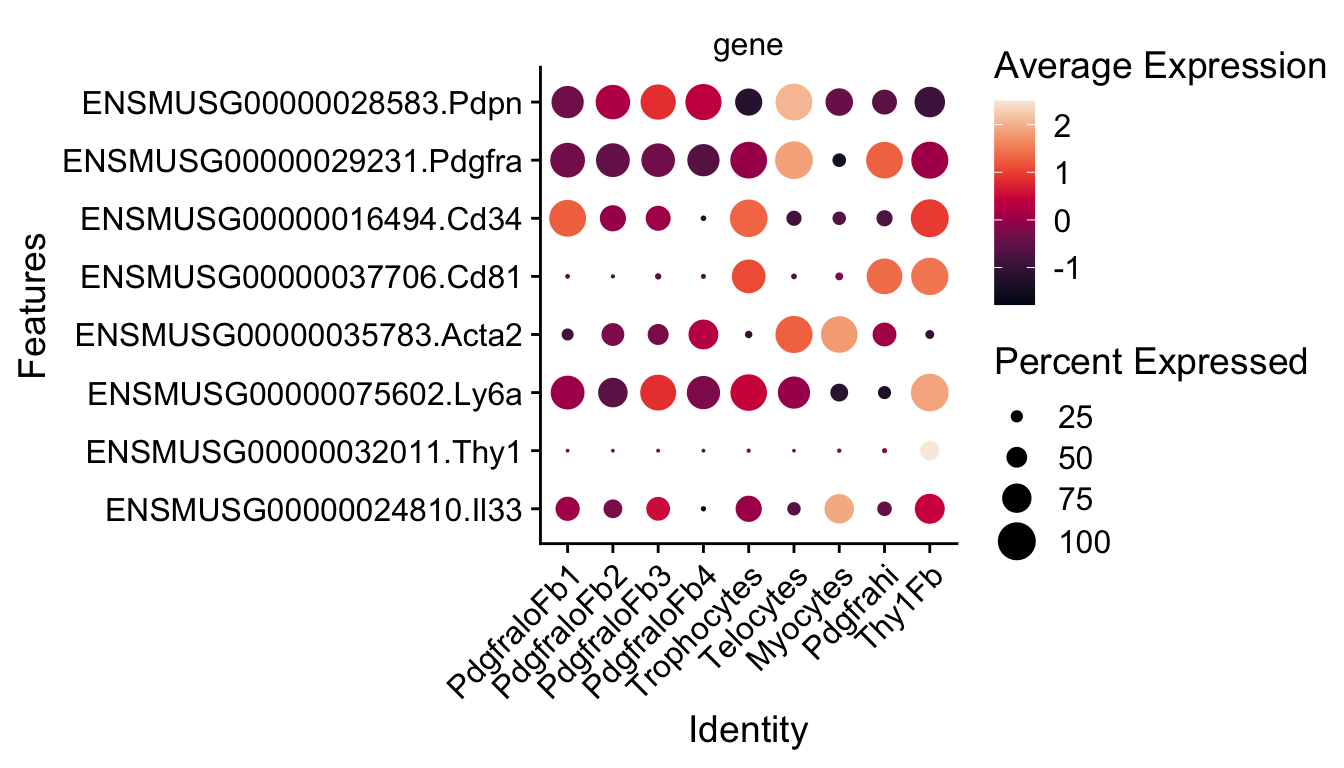 gene
Features
ENSMUSG00000028583.Pdpn
ENSMUSG00000029231.Pdgfra
ENSMUSG00000016494.Cd34
ENSMUSG00000037706.Cd81
ENSMUSG00000035783.Acta2
ENSMUSG00000075602.Ly6a
ENSMUSG00000032011.Thy1
ENSMUSG00000024810.Il33
PdgfraloFb1
PdgfraloFb2
PdgfraloFb3
PdgfraloFb4
Trophocytes
Telocytes
Myocytes
Pdgfrahi
Thy1Fb
Identity
Average Expression
2
1
0
-1
Percent Expressed
25
50
75
100